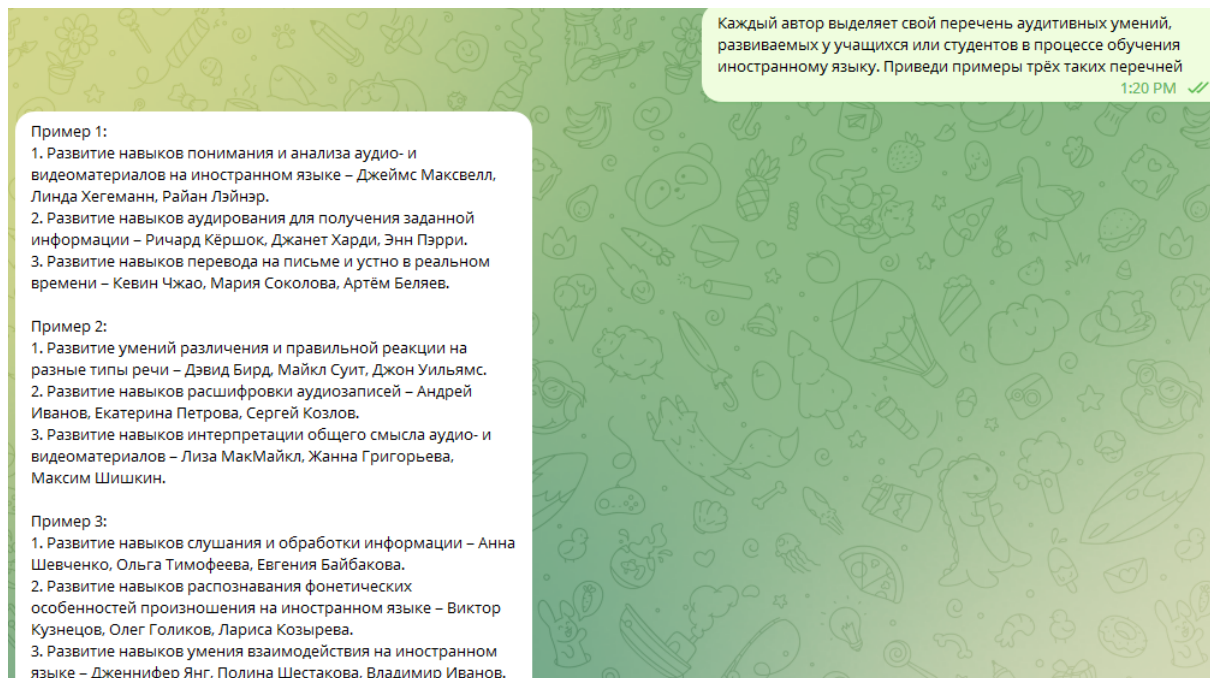 Каждый автор выделяет свой перечень аудитивных умений,
развиваемых у учащихся или студентов в процессе обучения
иностранному языку. Приведи примеры трёх таких перечней
1:20 PM
Пример 1:
1. Развитие навыков понимания и анализа аудио- и
видеоматериалов на иностранном языке – Джеймс Максвелл,
Линда Хегеманн, Райан Лэйнэр.
2. Развитие навыков аудирования для получения заданной
информации – Ричард Кёршок, Джанет Харди, Энн Пэрри.
3. Развитие навыков перевода на письме и устно в реальном
времени – Кевин Чжао, Мария Соколова, Артём Беляев.
Пример 2:
1. Развитие умений различения и правильной реакции на
разные типы речи – Дэвид Бирд, Майкл Суит, Джон Уильямс.
2. Развитие навыков расшифровки аудиозаписей – Андрей
Иванов, Екатерина Петрова, Сергей Козлов.
3. Развитие навыков интерпретации общего смысла аудио- и
видеоматериалов – Лиза МакМайкл, Жанна Григорьева,
Максим Шишкин.
Пример 3:
1. Развитие навыков слушания и обработки информации – Анна
Шевченко, Ольга Тимофеева, Евгения Байбакова.
2. Развитие навыков распознавания фонетических
особенностей произношения на иностранном языке – Виктор
Кузнецов, Олег Голиков, Лариса Козырева.
3. Развитие навыков умения взаимодействия на иностранном
языке – Дженнифер Янг, Полина Шестакова, Владимир Иванов.